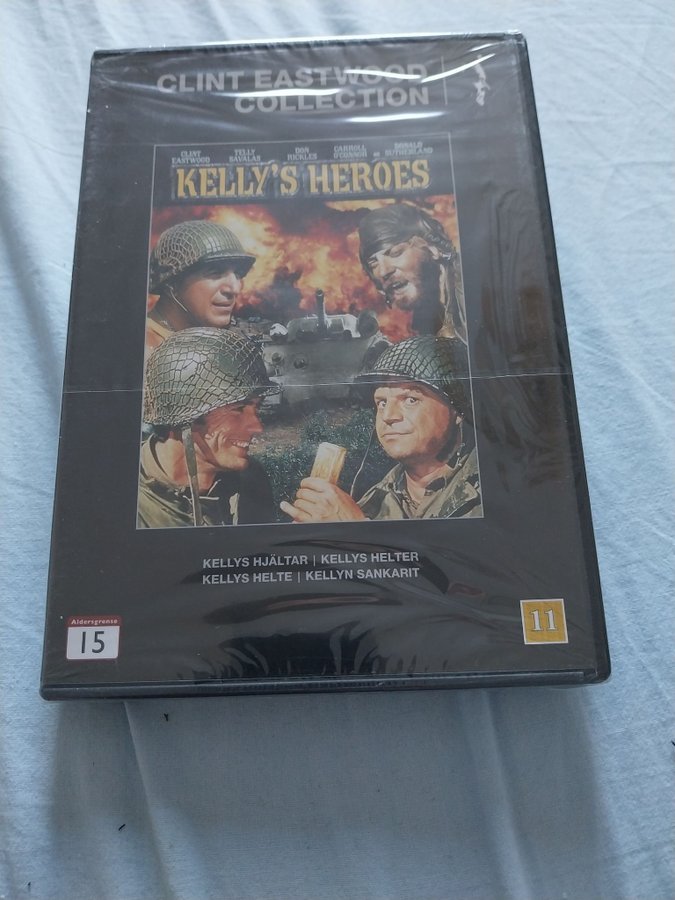 CLINT EASTWOOD
COLLECTION
CLINT EASTWOOD TELLY SAVALAS DON RICKLES CARROLL O'CONNOR DONALD SUTHERLAND
KELLY'S HEROES
KELLYS HJÄLTAR | KELLYS HELTER
KELLYS HELTE | KELLYN SANKARIT
Aldersgrense
15
11